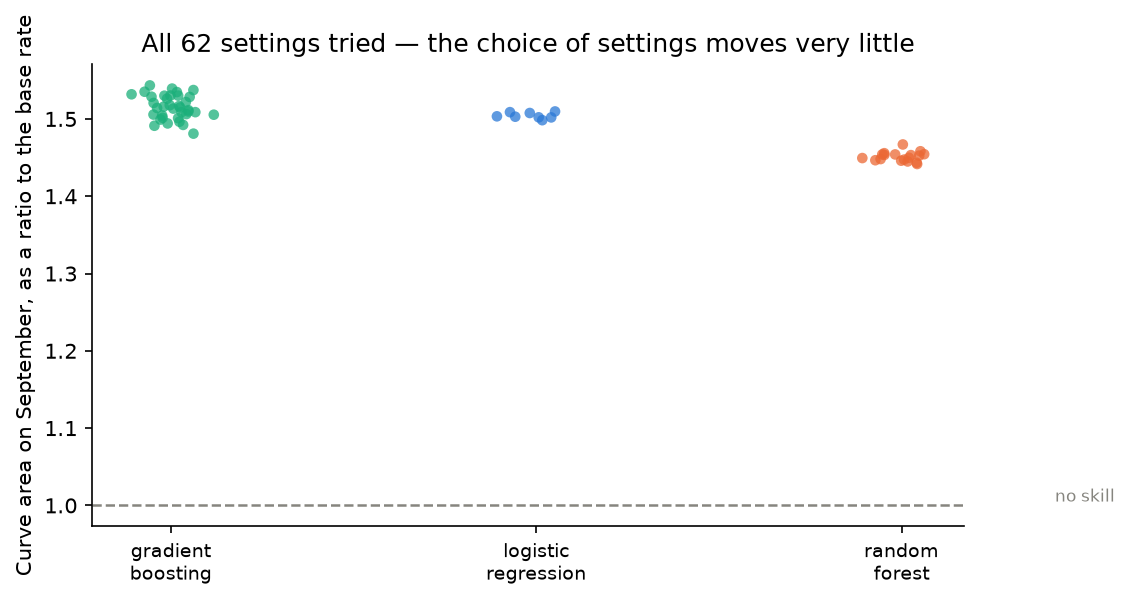 All 62 settings tried — the choice of settings moves very little
Curve area on September, as a ratio to the base rate
1.5
1.4
1.3
1.2
1.1
1.0
no skill
gradient
boosting
logistic
regression
random
forest